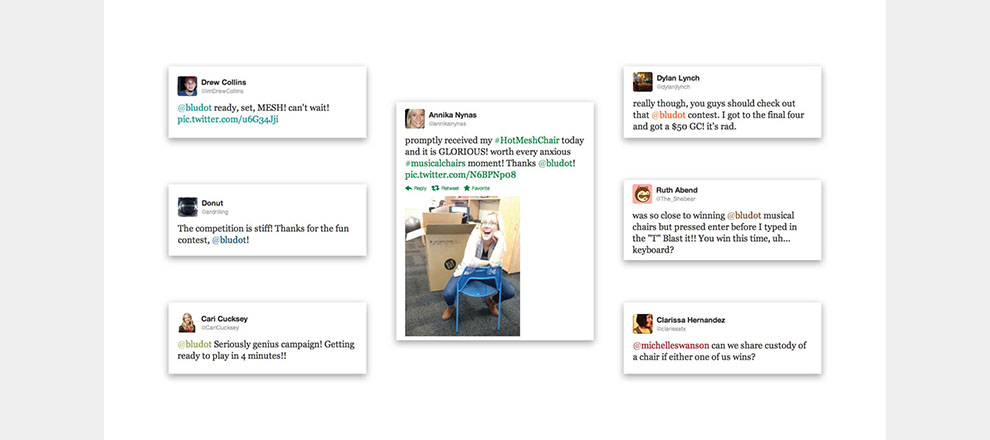 Drew Collins
@imDrewCollins
@bludot ready, set, MESH! can't wait!
pic.twitter.com/u6G34Jji
Donut
@ardrilling
The competition is stiff! Thanks for the fun
contest, @bludot!
Cari Cucksey
@CariCucksey
@bludot Seriously genius campaign! Getting
ready to play in 4 minutes!!
Annika Nynas
@annikanynas
promptly received my #HotMeshChair today
and it is GLORIOUS! worth every anxious
#musicalchairs moment! Thanks @bludot!
pic.twitter.com/N6BPNp08
Reply Retweet Favorite
Dylan Lynch
@dylanjlynch
really though, you guys should check out
that @bludot contest. I got to the final four
and got a $50 GC! it's rad.
Ruth Abend
@The_Shebear
was so close to winning @bludot musical
chairs but pressed enter before I typed in
the "T" Blast it!! You win this time, uh...
keyboard?
Clarissa Hernandez
@clarissatx
@michelleswanson can we share custody of
a chair if either one of us wins?